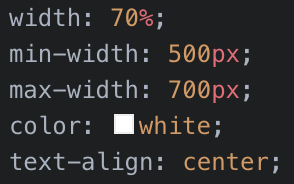 width: 70%;
min-width: 500px;
max-width: 700px;
color: white;
text-align: center;